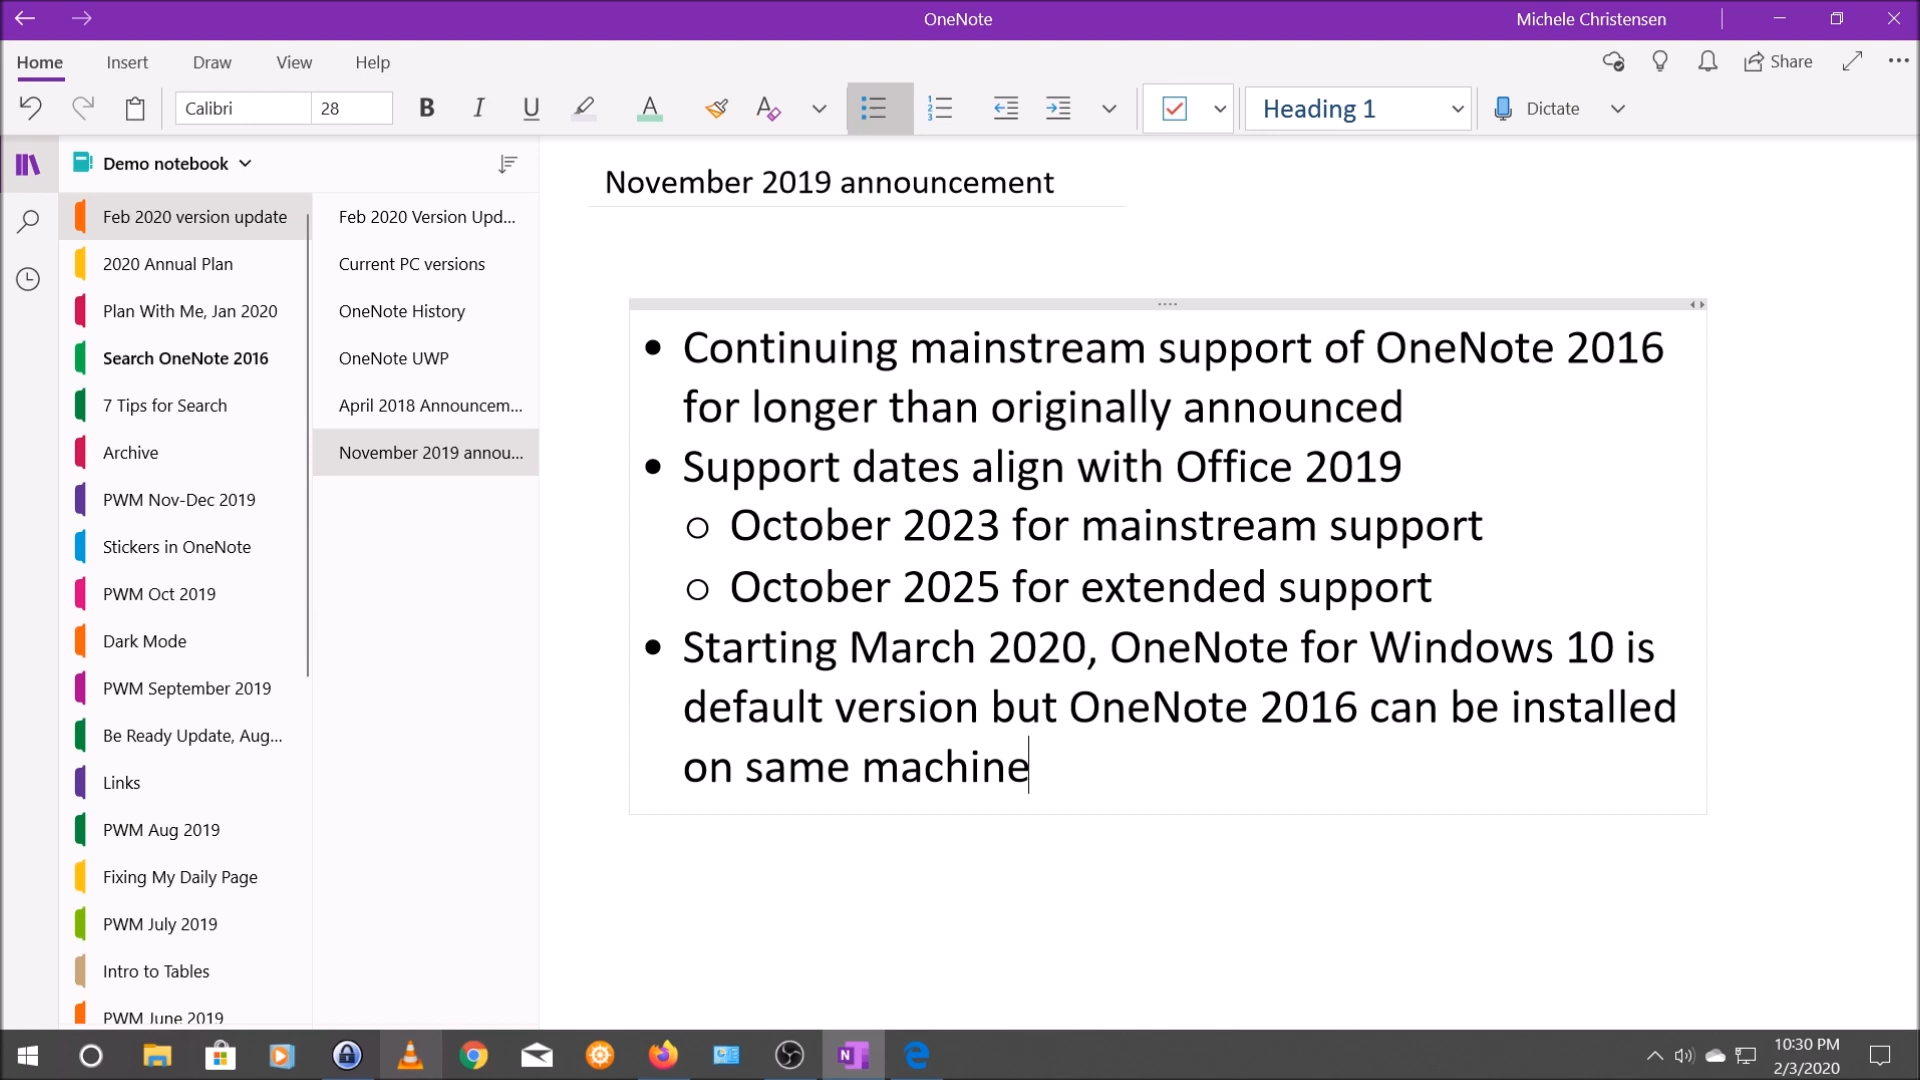 OneNote
Michele Christensen
Home Insert Draw View Help
Share
Calibri 28 B I U A A Heading 1 Dictate
Demo notebook
Feb 2020 version update
2020 Annual Plan
Plan With Me, Jan 2020
Search OneNote 2016
7 Tips for Search
Archive
PWM Nov-Dec 2019
Stickers in OneNote
PWM Oct 2019
Dark Mode
PWM September 2019
Be Ready Update, Aug...
Links
PWM Aug 2019
Fixing My Daily Page
PWM July 2019
Intro to Tables
PWM June 2019
Feb 2020 Version Upd...
Current PC versions
OneNote History
OneNote UWP
April 2018 Announcem...
November 2019 annou...
November 2019 announcement
• Continuing mainstream support of OneNote 2016
for longer than originally announced
• Support dates align with Office 2019
○ October 2023 for mainstream support
○ October 2025 for extended support
• Starting March 2020, OneNote for Windows 10 is
default version but OneNote 2016 can be installed
on same machine
10:30 PM
2/3/2020